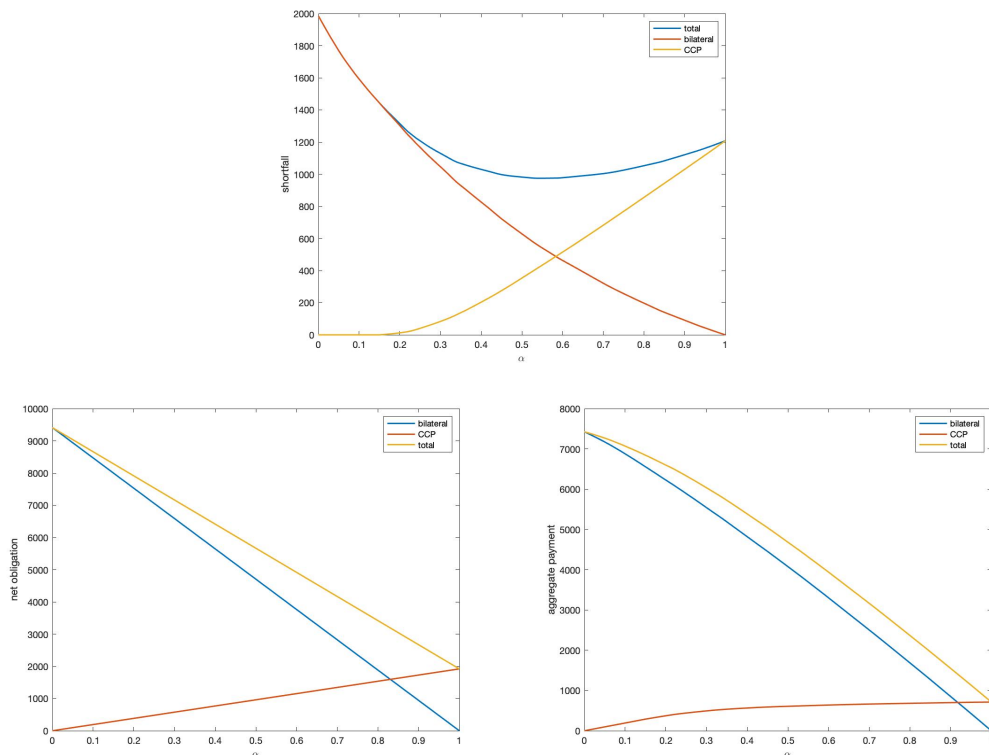 2000
1800
1600
1400
1200
1000
800
600
400
200
0
shortfall
total
bilateral
CCP
0 0.1 0.2 0.3 0.4 0.5 0.6 0.7 0.8 0.9 1
α
10000
9000
8000
7000
6000
5000
4000
3000
2000
1000
0
net obligation
bilateral
CCP
total
0 0.1 0.2 0.3 0.4 0.5 0.6 0.7 0.8 0.9 1
α
8000
7000
6000
5000
4000
3000
2000
1000
0
aggregate payment
bilateral
CCP
total
0 0.1 0.2 0.3 0.4 0.5 0.6 0.7 0.8 0.9
α